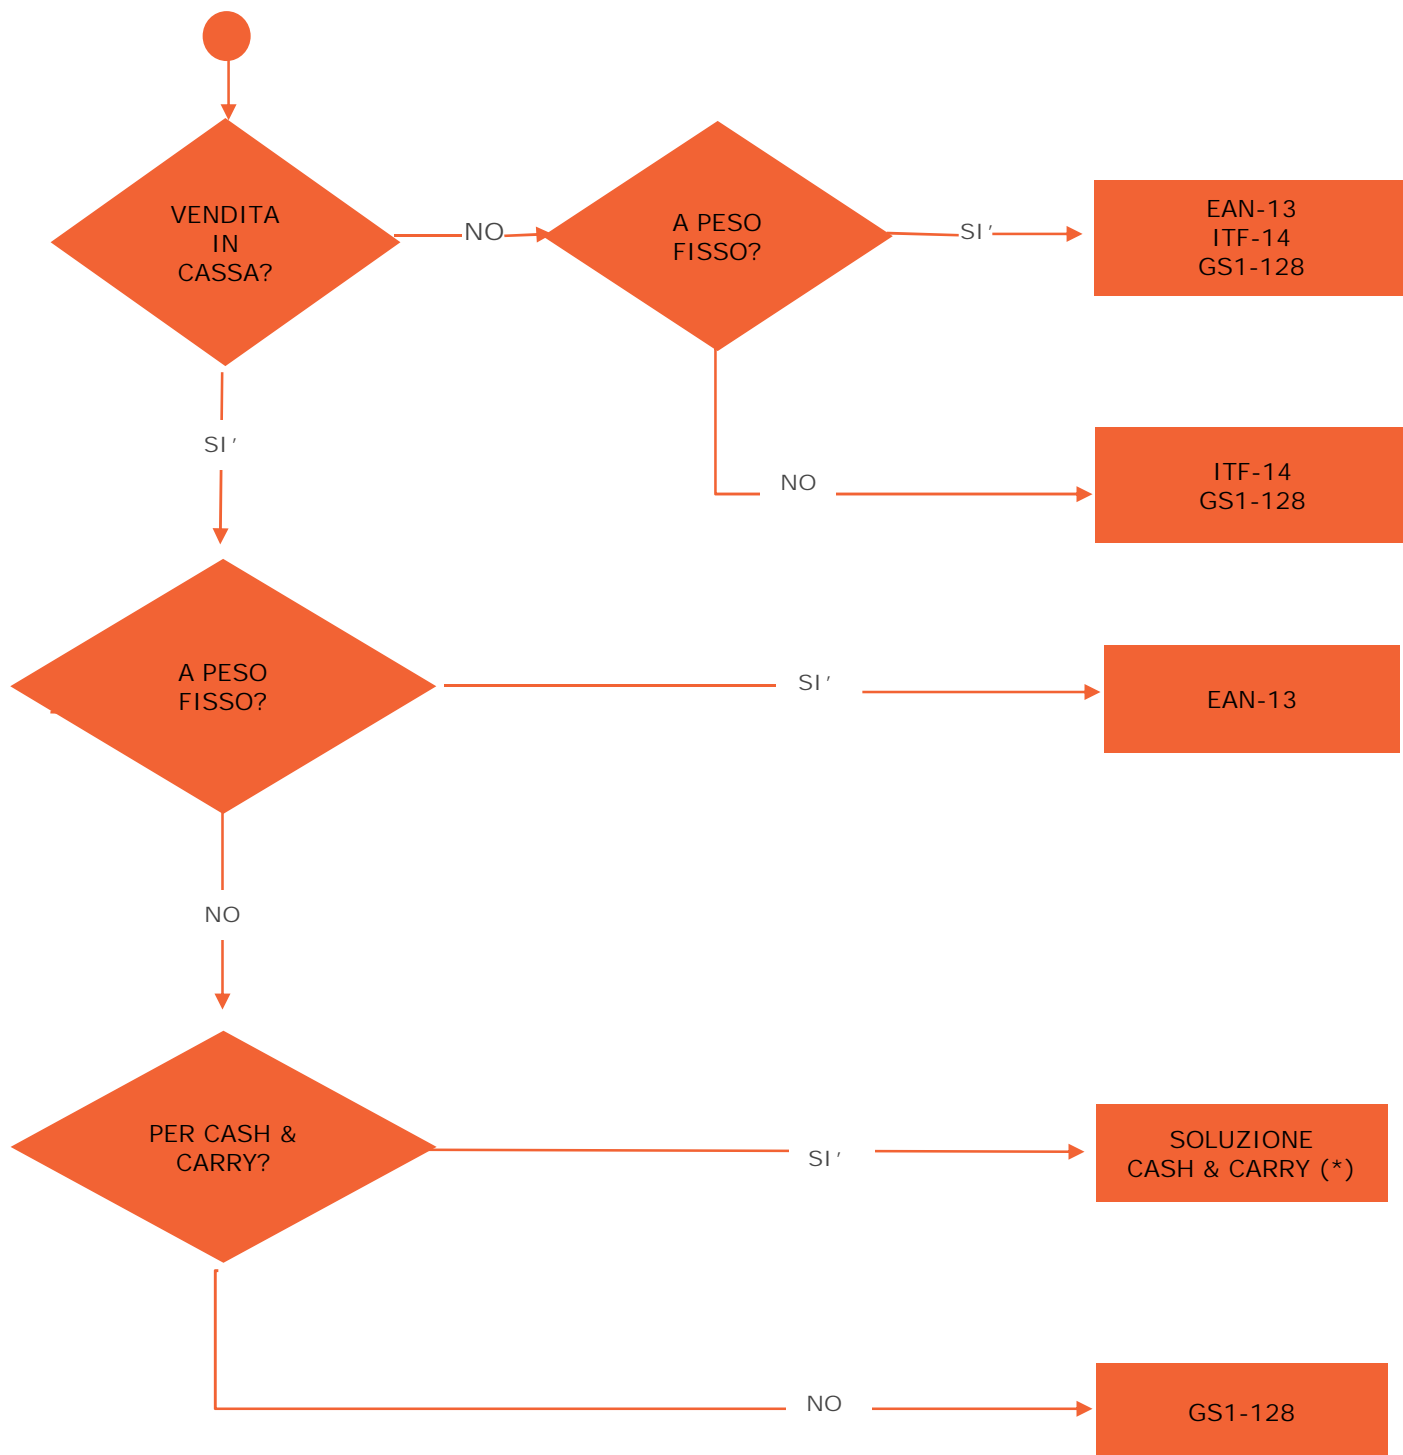 VENDITA
IN
CASSA?
NO
A PESO
FISSO?
SI'
EAN-13
ITF-14
GS1-128
SI'
NO
ITF-14
GS1-128
A PESO
FISSO?
SI'
EAN-13
NO
PER CASH &
CARRY?
SI'
SOLUZIONE
CASH & CARRY (*)
NO
GS1-128